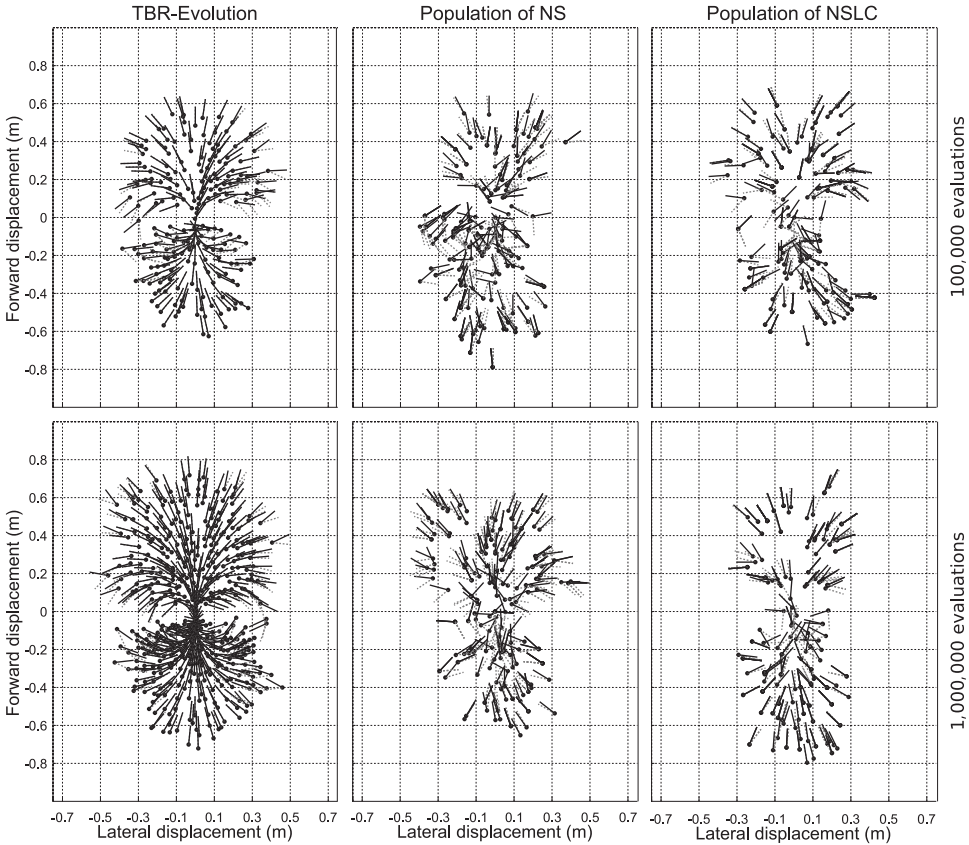 TBR-Evolution
Population of NS
Population of NSLC
0.8
0.6
0.4
0.2
0
-0.2
-0.4
-0.6
-0.8
Forward displacement (m)
100,000 evaluations
0.8
0.6
0.4
0.2
0
-0.2
-0.4
-0.6
-0.8
Forward displacement (m)
1,000,000 evaluations
-0.7 -0.5 -0.3 -0.1 0.1 0.3 0.5 0.7
-0.7 -0.5 -0.3 -0.1 0.1 0.3 0.5 0.7
-0.7 -0.5 -0.3 -0.1 0.1 0.3 0.5 0.7
Lateral displacement (m)
Lateral displacement (m)
Lateral displacement (m)